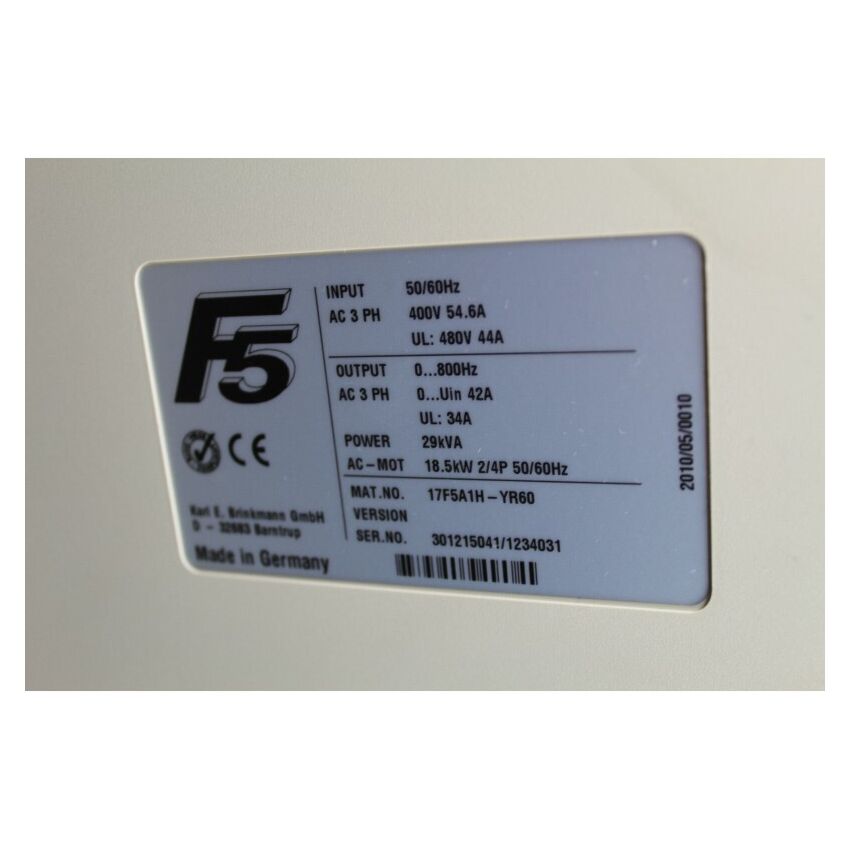 F5
CE
Karl E. Brinkmann GmbH
D - 32683 Barntrup
Made in Germany
INPUT 50/60Hz
AC 3 PH 400V 54.6A
UL: 480V 44A
OUTPUT 0...800Hz
AC 3 PH 0...Uin 42A
UL: 34A
POWER 29kVA
AC-MOT 18.5kW 2/4P 50/60Hz
MAT.NO. 17F5A1H-YR60
VERSION
SER.NO. 301215041/1234031
2010/05/0010